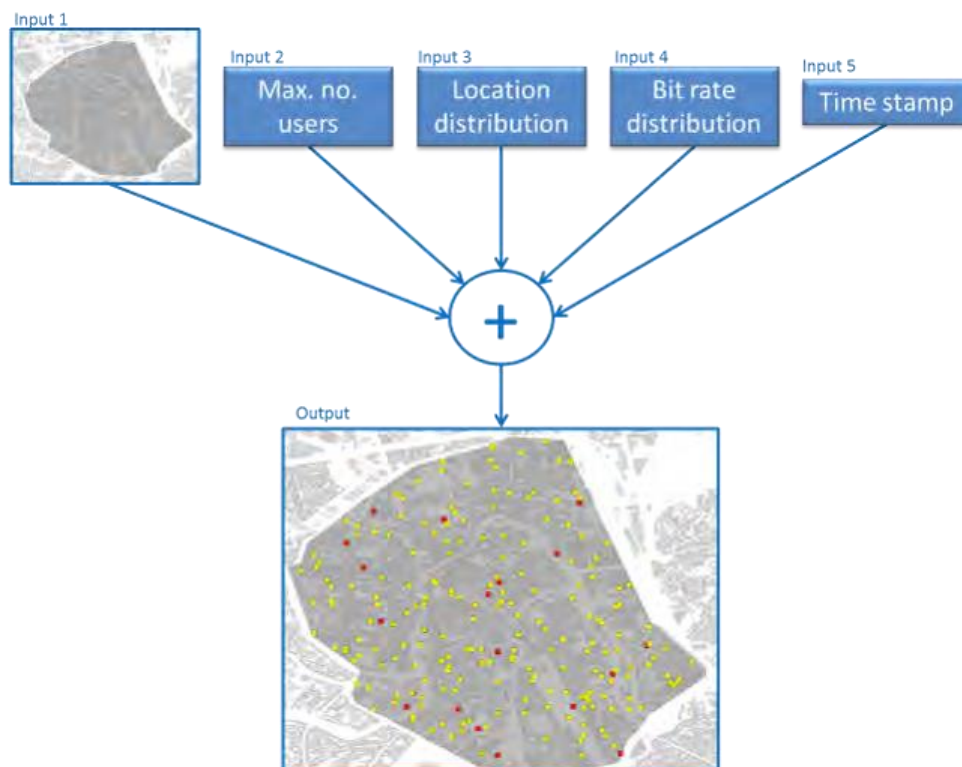 Input 1
Input 2
Input 3
Input 4
Input 5
Max. no.
users
Location
distribution
Bit rate
distribution
Time stamp
+
Output